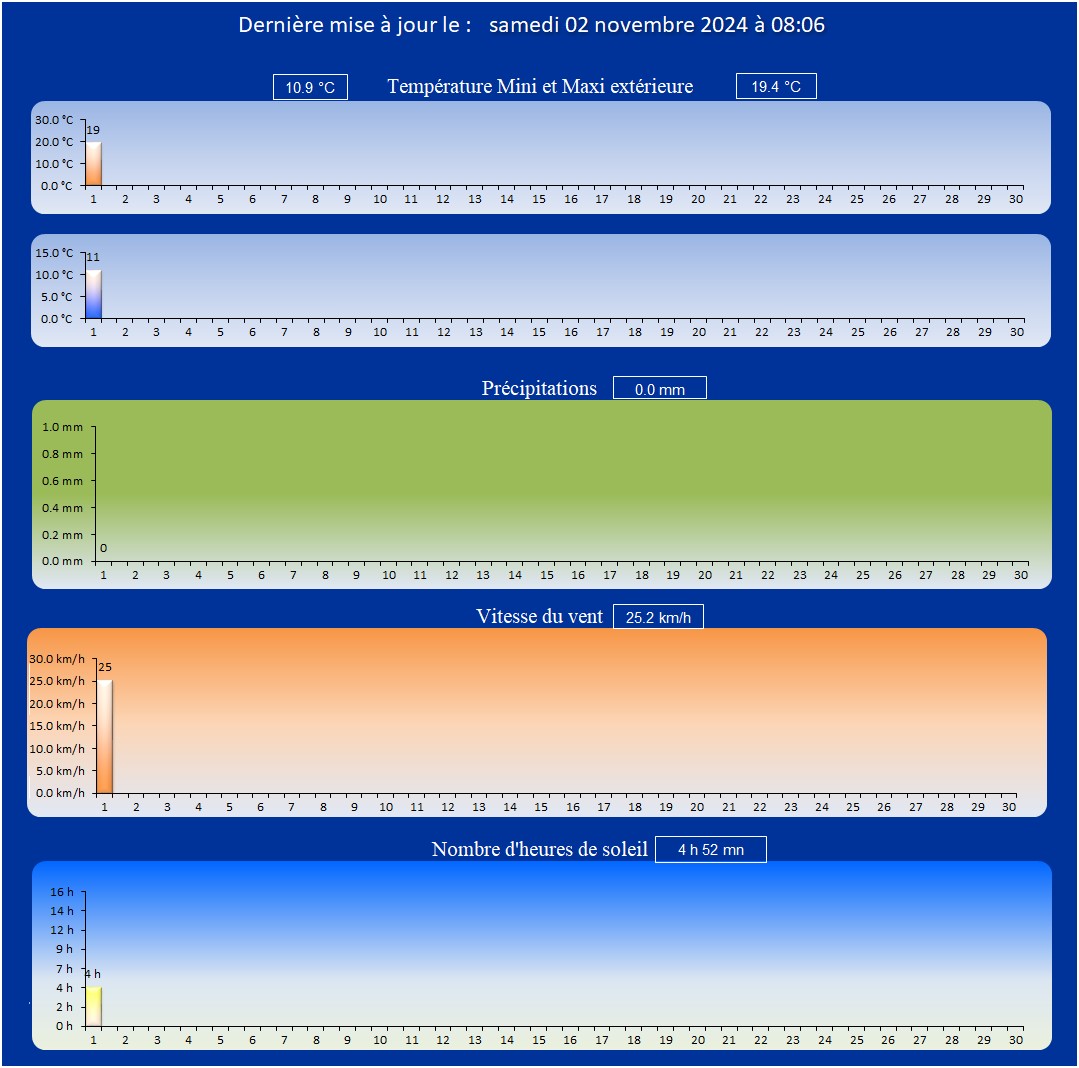 Dernière mise à jour le : samedi 02 novembre 2024 à 08:06
10.9 °C Température Mini et Maxi extérieure 19.4 °C
30.0 °C
19
20.0 °C
10.0 °C
0.0 °C
1 2 3 4 5 6 7 8 9 10 11 12 13 14 15 16 17 18 19 20 21 22 23 24 25 26 27 28 29 30
15.0 °C
11
10.0 °C
5.0 °C
0.0 °C
1 2 3 4 5 6 7 8 9 10 11 12 13 14 15 16 17 18 19 20 21 22 23 24 25 26 27 28 29 30
Précipitations 0.0 mm
1.0 mm
0.8 mm
0.6 mm
0.4 mm
0.2 mm
0
0.0 mm
1 2 3 4 5 6 7 8 9 10 11 12 13 14 15 16 17 18 19 20 21 22 23 24 25 26 27 28 29 30
Vitesse du vent 25.2 km/h
30.0 km/h
25
25.0 km/h
20.0 km/h
15.0 km/h
10.0 km/h
5.0 km/h
0.0 km/h
1 2 3 4 5 6 7 8 9 10 11 12 13 14 15 16 17 18 19 20 21 22 23 24 25 26 27 28 29 30
Nombre d'heures de soleil 4 h 52 mn
16 h
14 h
12 h
9 h
7 h
4 h
4 h
2 h
0 h
1 2 3 4 5 6 7 8 9 10 11 12 13 14 15 16 17 18 19 20 21 22 23 24 25 26 27 28 29 30